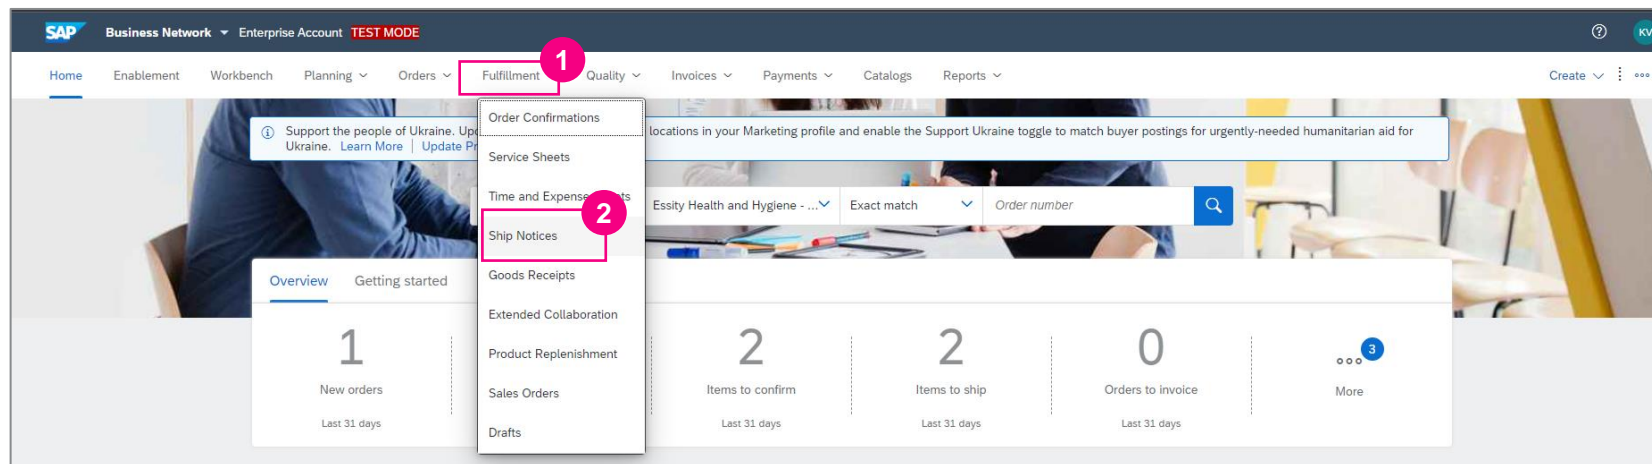 SAP Business Network Enterprise Account TEST MODE KV
1
Home Enablement Workbench Planning Orders Fulfillment Quality Invoices Payments Catalogs Reports Create
Order Confirmations
Support the people of Ukraine. locations in your Marketing profile and enable the Support Ukraine toggle to match buyer postings for urgently-needed humanitarian aid for
Ukraine. Learn More | Update
Service Sheets
Time and Expense
2
Essity Health and Hygiene - ... Exact match Order number
Ship Notices
Overview Getting started
Goods Receipts
Extended Collaboration
Product Replenishment
Sales Orders
Drafts
1
New orders
Last 31 days
2
Items to confirm
Last 31 days
2
Items to ship
Last 31 days
0
Orders to invoice
Last 31 days
3
More